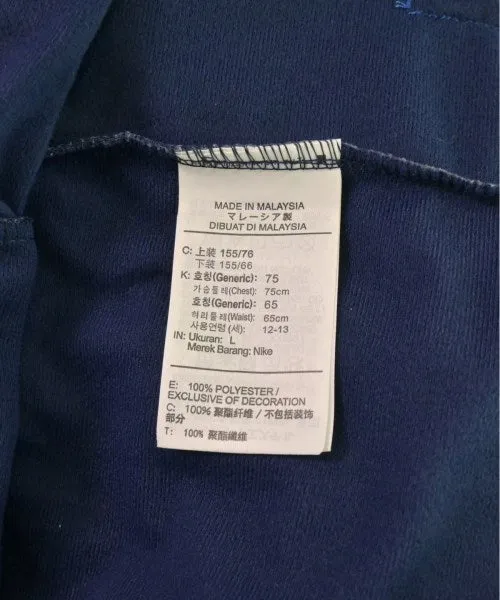 MADE IN MALAYSIA
マレーシア製
DIBUAT DI MALAYSIA
C: 上装 155/76
下装 155/66
K: 호칭(Generic): 75
가슴둘레(Chest): 75cm
호칭(Generic): 65
허리둘레(Waist): 65cm
사용연령 (세): 12-13
IN: Ukuran: L
Merek Barang: Nike
E: 100% POLYESTER /
EXCLUSIVE OF DECORATION
C: 100% 聚酯纤维 / 不包括装饰
部分
T: 100% 聚酯纖維